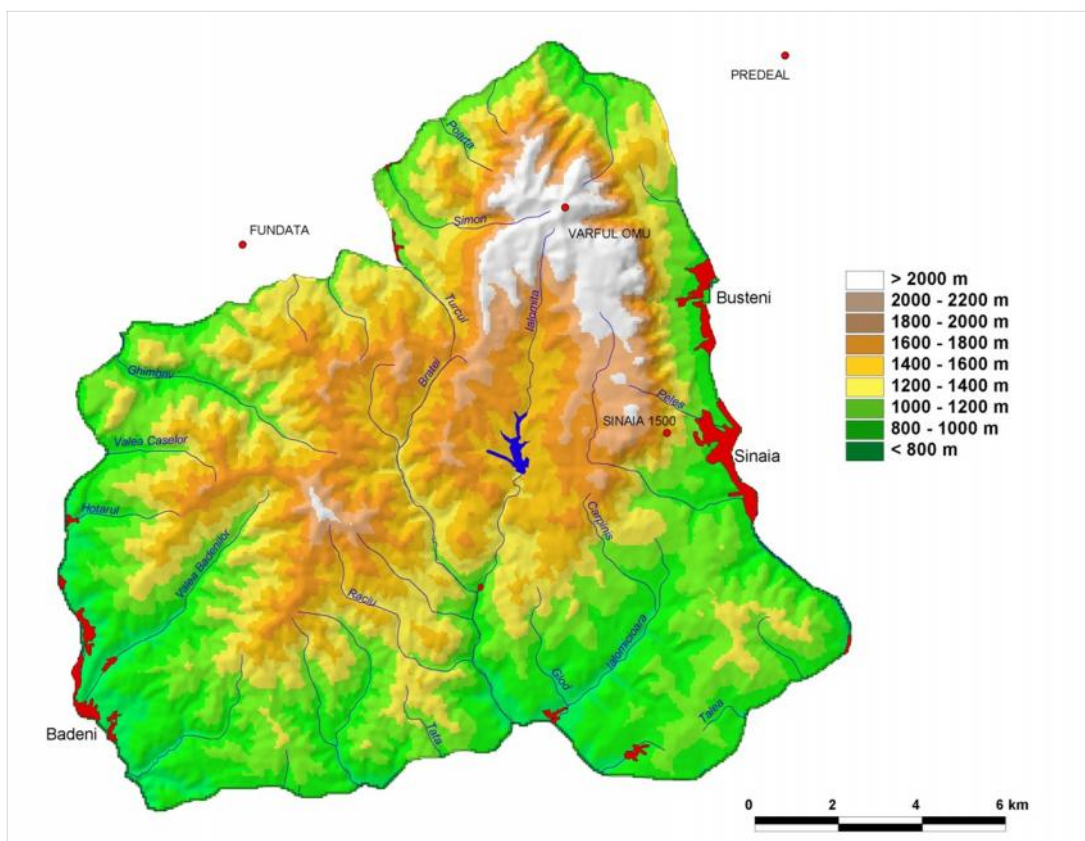 PREDEAL
Poarta
Simon
FUNDATA
VARFUL OMU
> 2000 m
2000 - 2200 m
1800 - 2000 m
1600 - 1800 m
1400 - 1600 m
1200 - 1400 m
1000 - 1200 m
800 - 1000 m
< 800 m
Busteni
Turcul
Ialomita
Bratei
Ghimbav
Peles
SINAIA 1500
Valea Caselor
Sinaia
Hotarul
Carpinis
Valea Badenilor
Raciu
Ialomicioara
Glod
Talea
Tata
Badeni
0 2 4 6 km